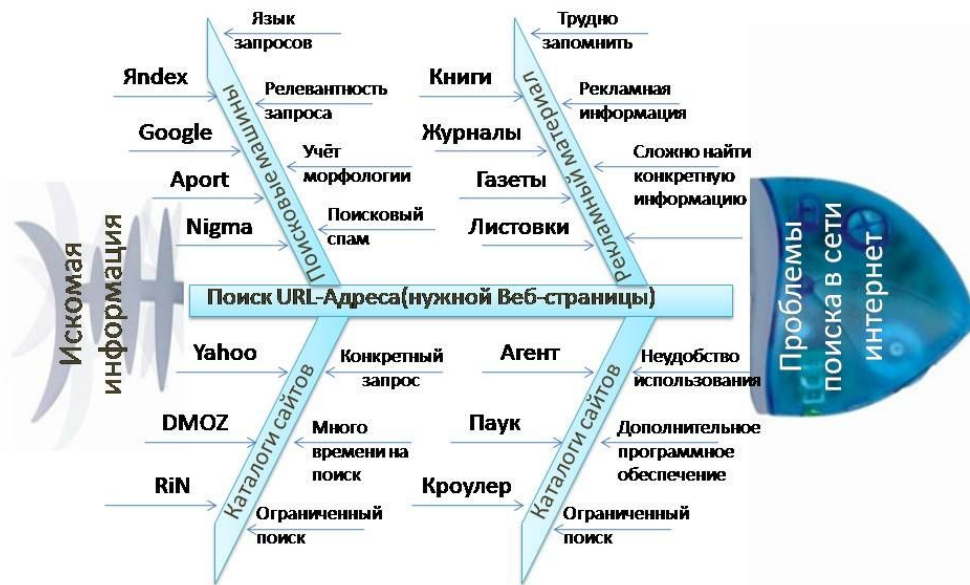 Язык
запросов
Яndex
Релевантность
запроса
Google
Учёт
морфологии
Aport
Поисковый
спам
Nigma
Поисковые машины
Трудно
запомнить
Книги
Рекламная
информация
Журналы
Сложно найти
конкретную
информацию
Газеты
Листовки
Рекламный материал
Искомая
информация
Поиск URL-Адреса(нужной Веб-страницы)
Проблемы
поиска в сети
интернет
Yahoo
Конкретный
запрос
DMOZ
Много
времени на
поиск
RiN
Ограниченный
поиск
Каталоги сайтов
Агент
Неудобство
использования
Паук
Дополнительное
программное
обеспечение
Кроулер
Ограниченный
поиск
Каталоги сайтов